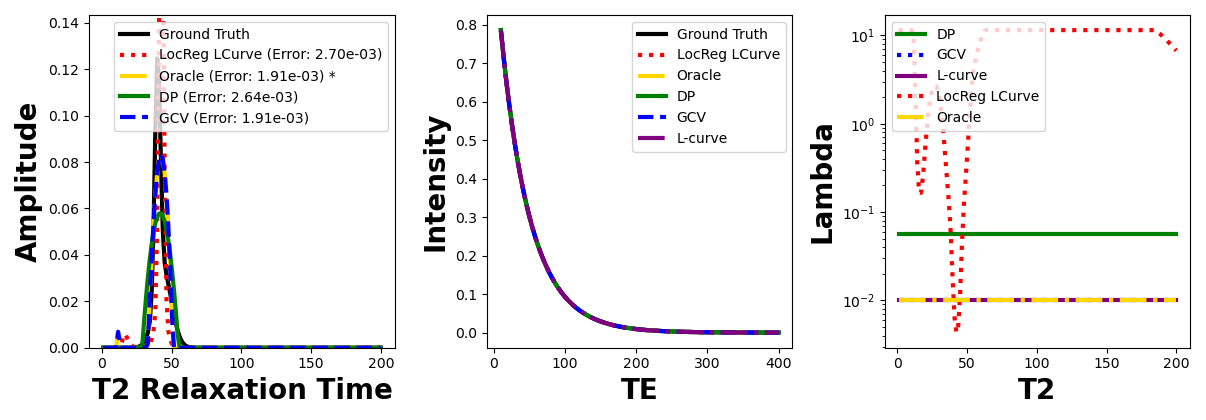 Amplitude
0.14
0.12
0.10
0.08
0.06
0.04
0.02
0.00
Ground Truth
LocReg LCurve (Error: 2.70e-03)
Oracle (Error: 1.91e-03) *
DP (Error: 2.64e-03)
GCV (Error: 1.91e-03)
0 50 100 150 200
T2 Relaxation Time
Intensity
0.8
0.7
0.6
0.5
0.4
0.3
0.2
0.1
0.0
Ground Truth
LocReg LCurve
Oracle
DP
GCV
L-curve
0 100 200 300 400
TE
Lambda
10¹
10⁰
10⁻¹
10⁻²
DP
GCV
L-curve
LocReg LCurve
Oracle
0 50 100 150 200
T2